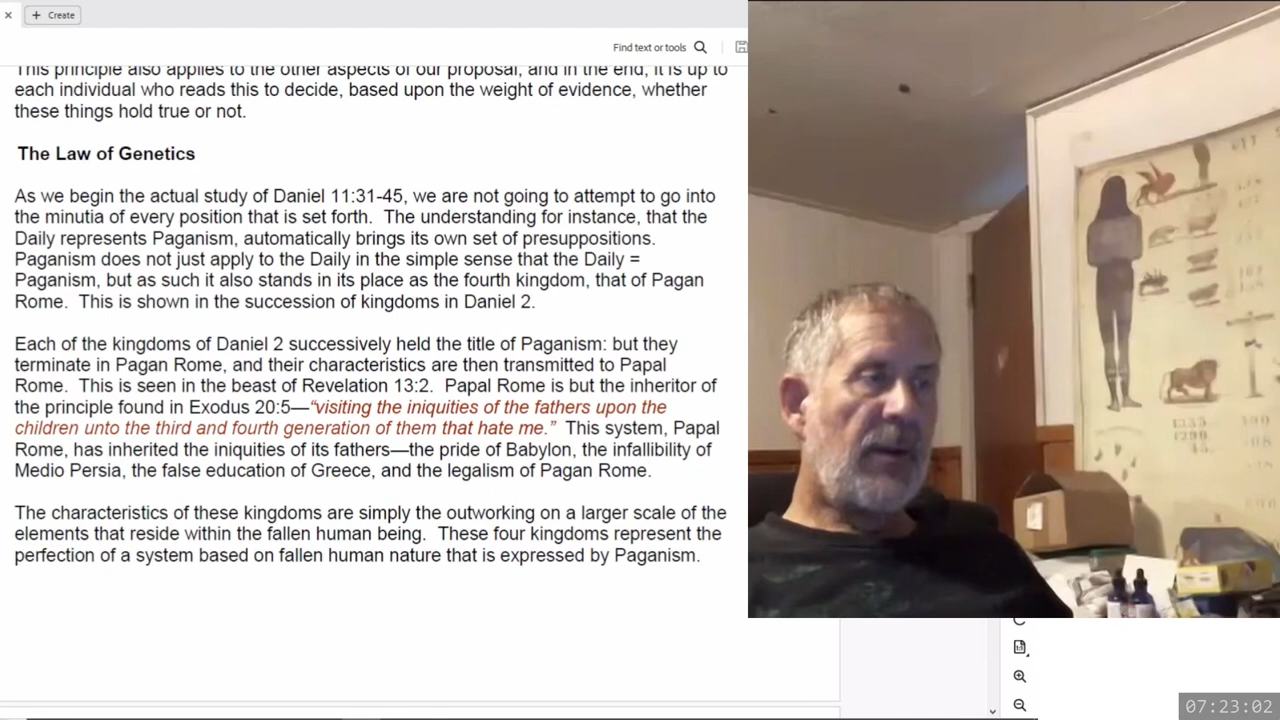 Create
Find text or tools
This principle also applies to the other aspects of our proposal, and in the end, it is up to
each individual who reads this to decide, based upon the weight of evidence, whether
these things hold true or not.
The Law of Genetics
As we begin the actual study of Daniel 11:31-45, we are not going to attempt to go into
the minutia of every position that is set forth.  The understanding for instance, that the
Daily represents Paganism, automatically brings its own set of presuppositions.
Paganism does not just apply to the Daily in the simple sense that the Daily =
Paganism, but as such it also stands in its place as the fourth kingdom, that of Pagan
Rome.  This is shown in the succession of kingdoms in Daniel 2.
Each of the kingdoms of Daniel 2 successively held the title of Paganism: but they
terminate in Pagan Rome, and their characteristics are then transmitted to Papal
Rome.  This is seen in the beast of Revelation 13:2.  Papal Rome is but the inheritor of
the principle found in Exodus 20:5—“visiting the iniquities of the fathers upon the
children unto the third and fourth generation of them that hate me.”  This system, Papal
Rome, has inherited the iniquities of its fathers—the pride of Babylon, the infallibility of
Medio Persia, the false education of Greece, and the legalism of Pagan Rome.
The characteristics of these kingdoms are simply the outworking on a larger scale of the
elements that reside within the fallen human being.  These four kingdoms represent the
perfection of a system based on fallen human nature that is expressed by Paganism.
1335
1290
45
07:23:02